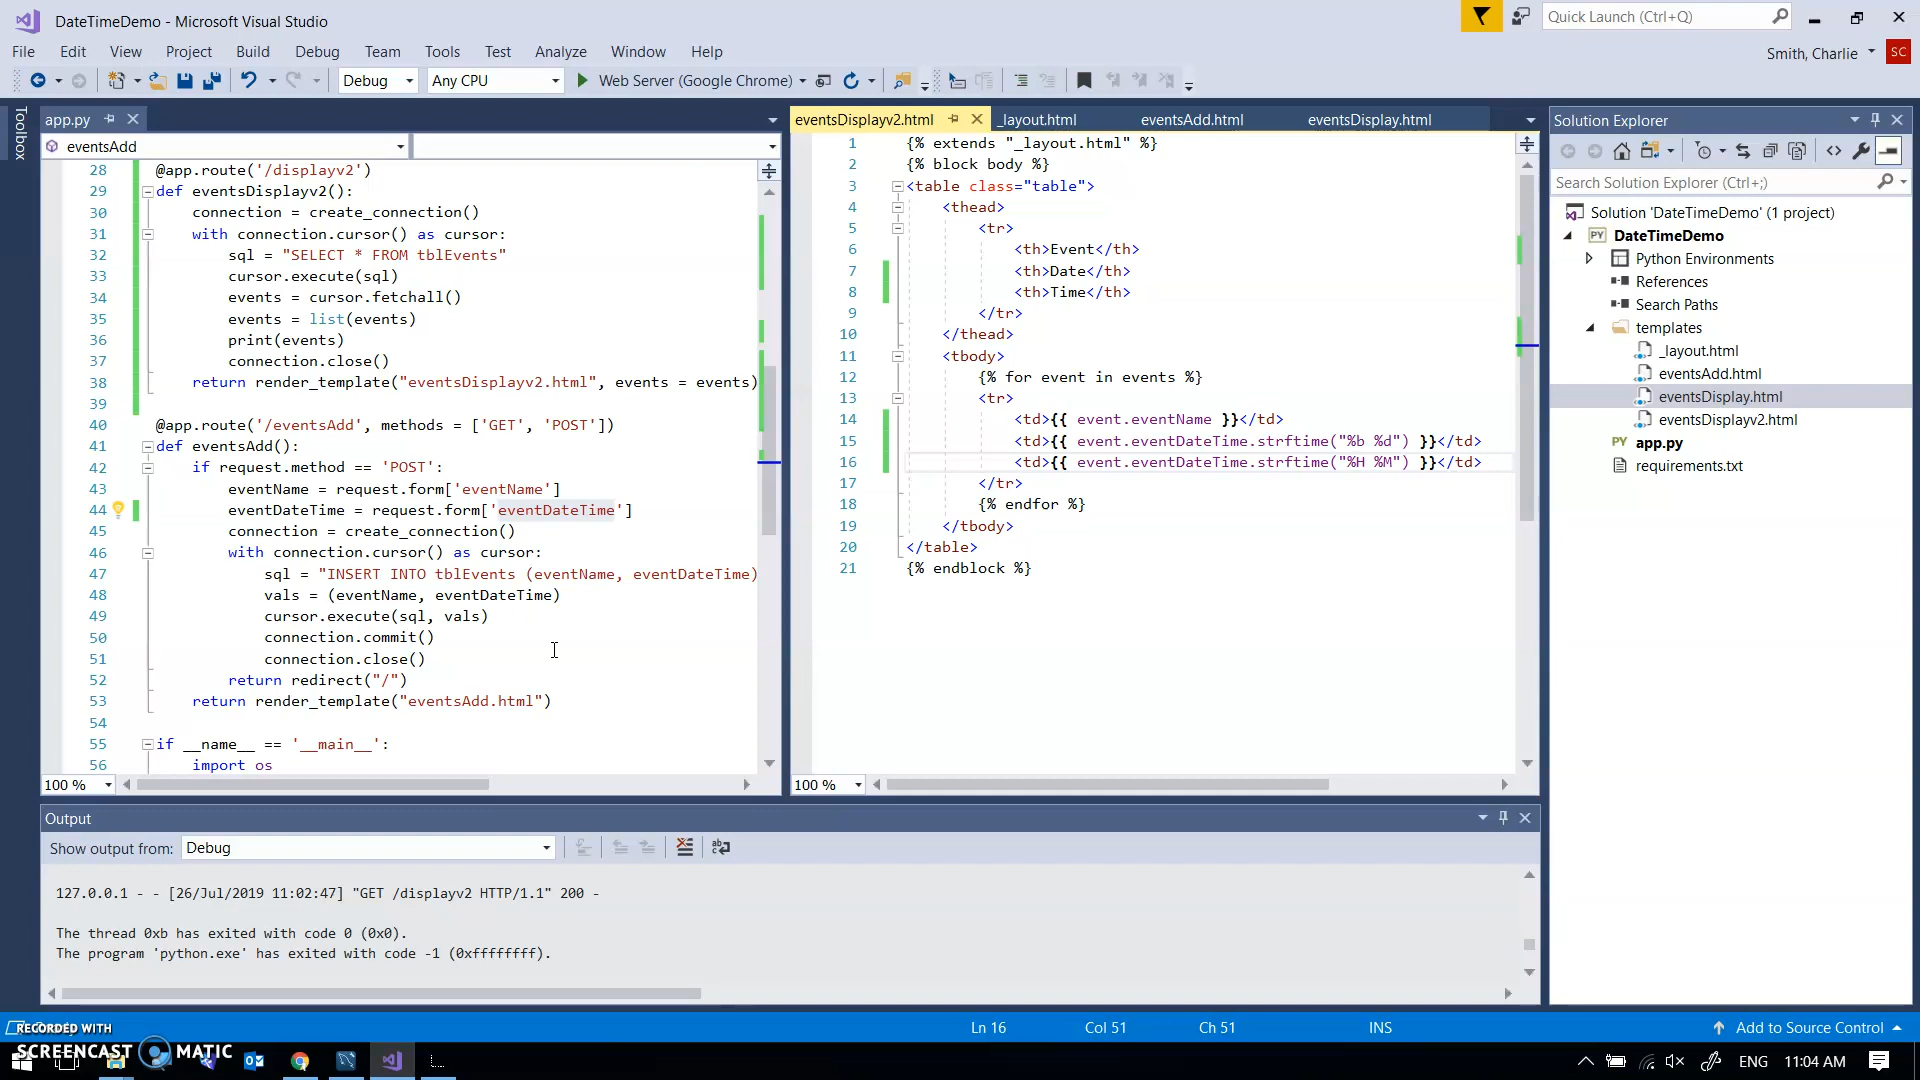 DateTimeDemo - Microsoft Visual Studio
Quick Launch (Ctrl+Q)
File Edit View Project Build Debug Team Tools Test Analyze Window Help
Smith, Charlie
SC
Debug
Any CPU
Web Server (Google Chrome)
Toolbox
app.py
eventsAdd
28 @app.route('/displayv2')
29 def eventsDisplayv2():
30 connection = create_connection()
31 with connection.cursor() as cursor:
32 sql = "SELECT * FROM tblEvents"
33 cursor.execute(sql)
34 events = cursor.fetchall()
35 events = list(events)
36 print(events)
37 connection.close()
38 return render_template("eventsDisplayv2.html", events = events)
39
40 @app.route('/eventsAdd', methods = ['GET', 'POST'])
41 def eventsAdd():
42 if request.method == 'POST':
43 eventName = request.form['eventName']
44 eventDateTime = request.form['eventDateTime']
45 connection = create_connection()
46 with connection.cursor() as cursor:
47 sql = "INSERT INTO tblEvents (eventName, eventDateTime)
48 vals = (eventName, eventDateTime)
49 cursor.execute(sql, vals)
50 connection.commit()
51 connection.close()
52 return redirect("/")
53 return render_template("eventsAdd.html")
54
55 if __name__ == '__main__':
56 import os
100 %
eventsDisplayv2.html _layout.html eventsAdd.html eventsDisplay.html
1 {% extends "_layout.html" %}
2 {% block body %}
3 <table class="table">
4 <thead>
5 <tr>
6 <th>Event</th>
7 <th>Date</th>
8 <th>Time</th>
9 </tr>
10 </thead>
11 <tbody>
12 {% for event in events %}
13 <tr>
14 <td>{{ event.eventName }}</td>
15 <td>{{ event.eventDateTime.strftime("%b %d") }}</td>
16 <td>{{ event.eventDateTime.strftime("%H %M") }}</td>
17 </tr>
18 {% endfor %}
19 </tbody>
20 </table>
21 {% endblock %}
100 %
Solution Explorer
Search Solution Explorer (Ctrl+;)
Solution 'DateTimeDemo' (1 project)
PY DateTimeDemo
Python Environments
References
Search Paths
templates
_layout.html
eventsAdd.html
eventsDisplay.html
eventsDisplayv2.html
PY app.py
requirements.txt
Output
Show output from: Debug
127.0.0.1 - - [26/Jul/2019 11:02:47] "GET /displayv2 HTTP/1.1" 200 -
The thread 0xb has exited with code 0 (0x0).
The program 'python.exe' has exited with code -1 (0xffffffff).
Ln 16 Col 51 Ch 51 INS
Add to Source Control
RECORDED WITH
SCREENCAST MATIC
ENG 11:04 AM